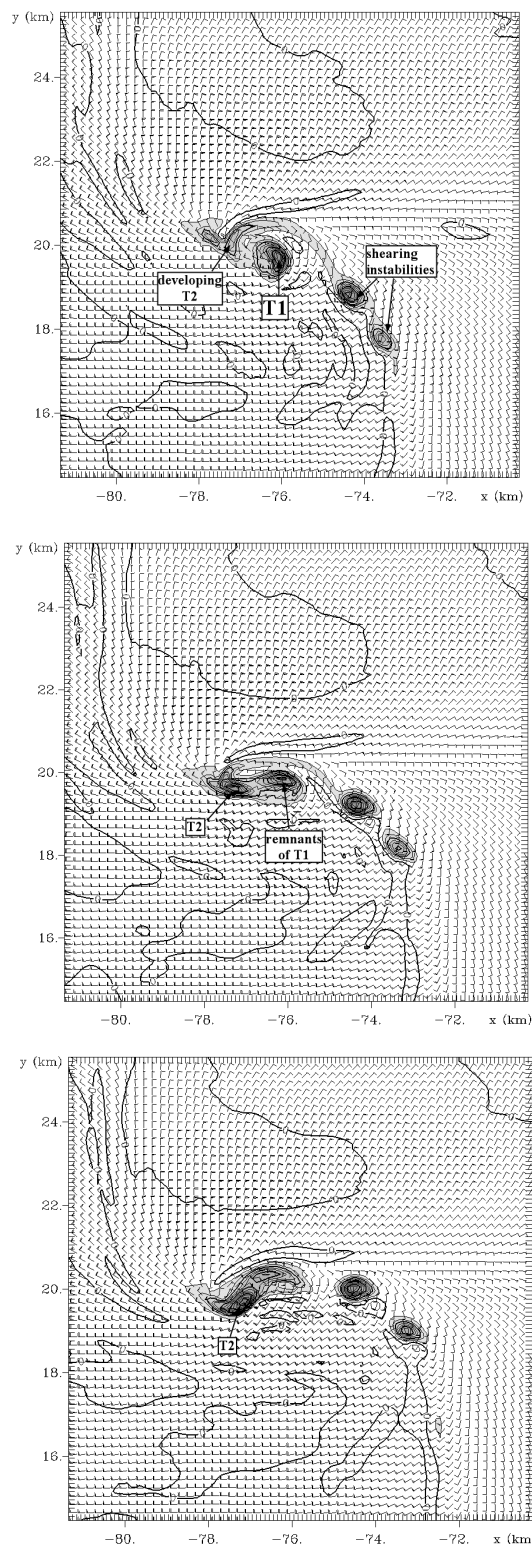 y (km)
24.
22.
20.
18.
16.
developing
T2
T1
shearing
instabilities
-80.
-78.
-76.
-74.
-72.
x (km)
y (km)
24.
22.
20.
18.
16.
T2
remnants
of T1
-80.
-78.
-76.
-74.
-72.
x (km)
y (km)
24.
22.
20.
18.
16.
T2
-80.
-78.
-76.
-74.
-72.
x (km)